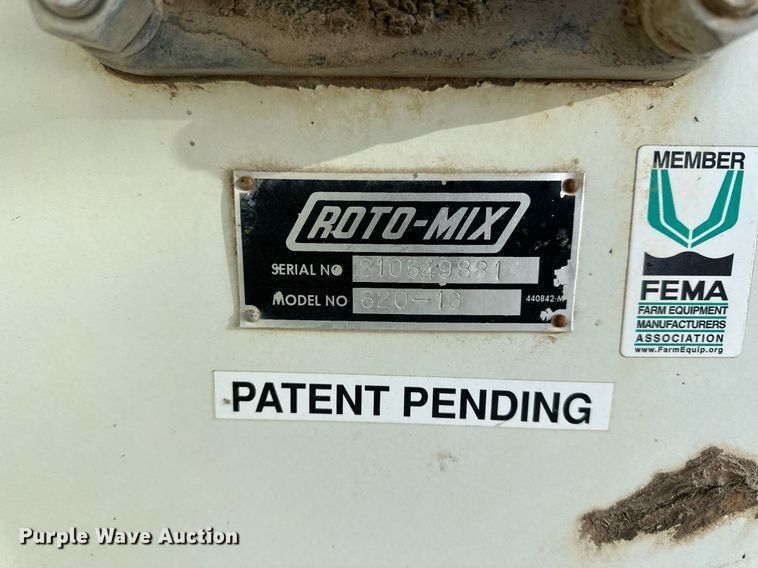 ROTO-MIX
SERIAL NO 810549881
MODEL NO 620-16
440842-M
PATENT PENDING
MEMBER
FEMA
FARM EQUIPMENT
MANUFACTURERS
ASSOCIATION
www.FarmEquip.org
Purple Wave Auction